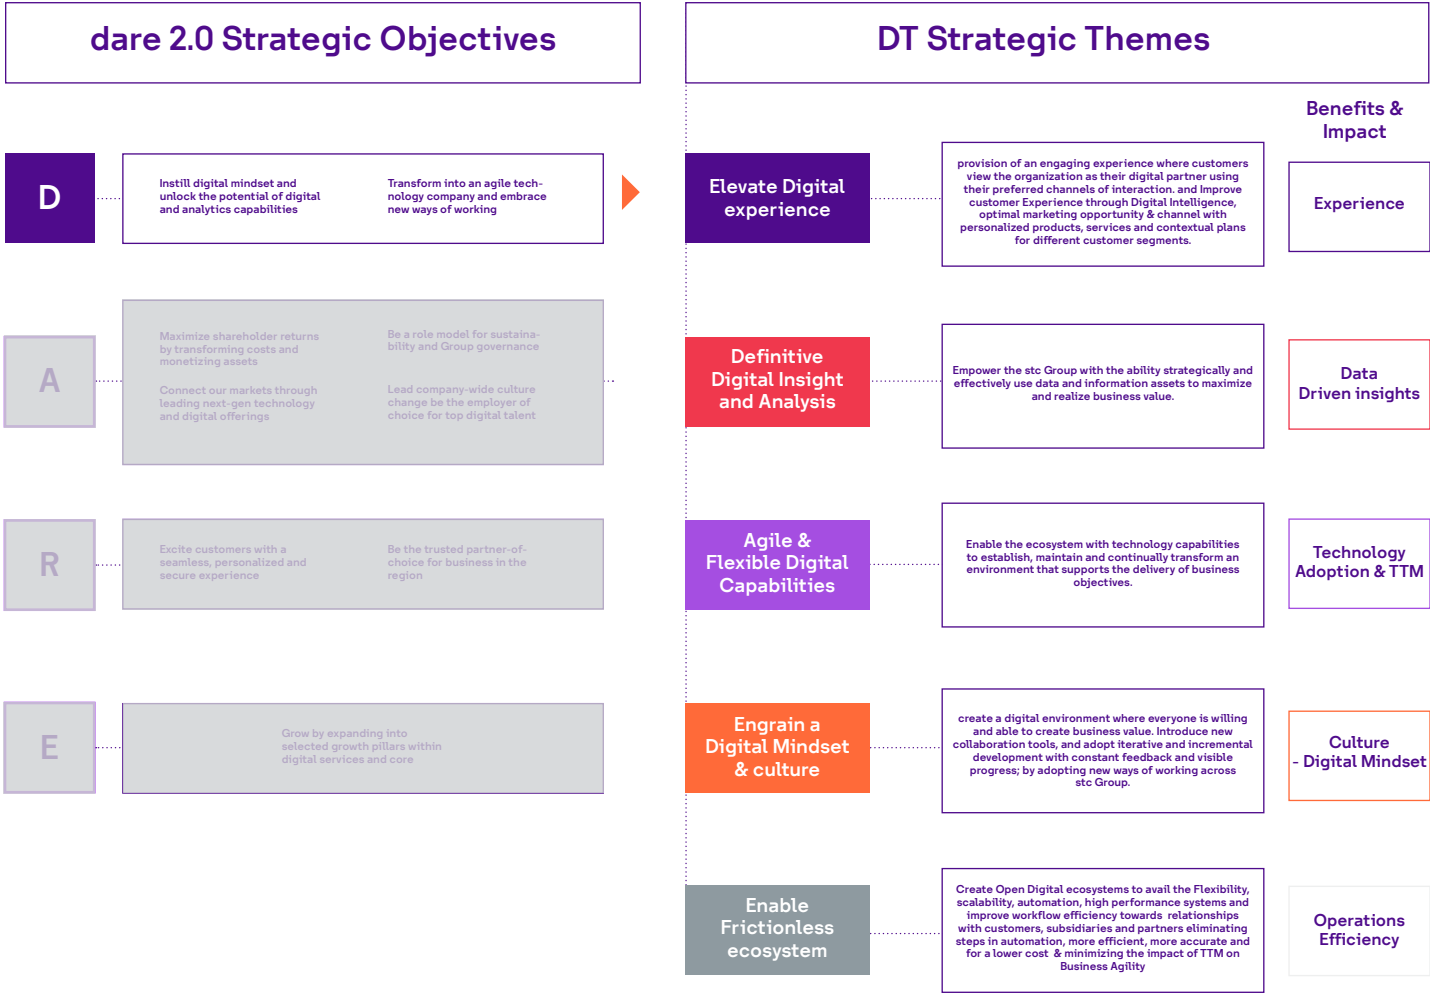 dare 2.0 Strategic Objectives
DT Strategic Themes
Benefits &
Impact
D
Instill digital mindset and
unlock the potential of digital
and analytics capabilities
Transform into an agile tech-
nology company and embrace
new ways of working
A
Maximize shareholder returns
by transforming costs and
monetizing assets
Be a role model for sustaina-
bility and Group governance
Connect our markets through
leading next-gen technology
and digital offerings
Lead company-wide culture
change be the employer of
choice for top digital talent
R
Excite customers with a
seamless, personalized and
secure experience
Be the trusted partner-of-
choice for business in the
region
E
Grow by expanding into
selected growth pillars within
digital services and core
Elevate Digital
experience
provision of an engaging experience where customers
view the organization as their digital partner using
their preferred channels of interaction. and Improve
customer Experience through Digital Intelligence,
optimal marketing opportunity & channel with
personalized products, services and contextual plans
for different customer segments.
Experience
Definitive
Digital Insight
and Analysis
Empower the stc Group with the ability strategically and
effectively use data and information assets to maximize
and realize business value.
Data
Driven insights
Agile &
Flexible Digital
Capabilities
Enable the ecosystem with technology capabilities
to establish, maintain and continually transform an
environment that supports the delivery of business
objectives.
Technology
Adoption & TTM
Engrain a
Digital Mindset
& culture
create a digital environment where everyone is willing
and able to create business value. Introduce new
collaboration tools, and adopt iterative and incremental
development with constant feedback and visible
progress; by adopting new ways of working across
stc Group.
Culture
- Digital Mindset
Enable
Frictionless
ecosystem
Create Open Digital ecosystems to avail the Flexibility,
scalability, automation, high performance systems and
improve workflow efficiency towards relationships
with customers, subsidiaries and partners eliminating
steps in automation, more efficient, more accurate and
for a lower cost & minimizing the impact of TTM on
Business Agility
Operations
Efficiency